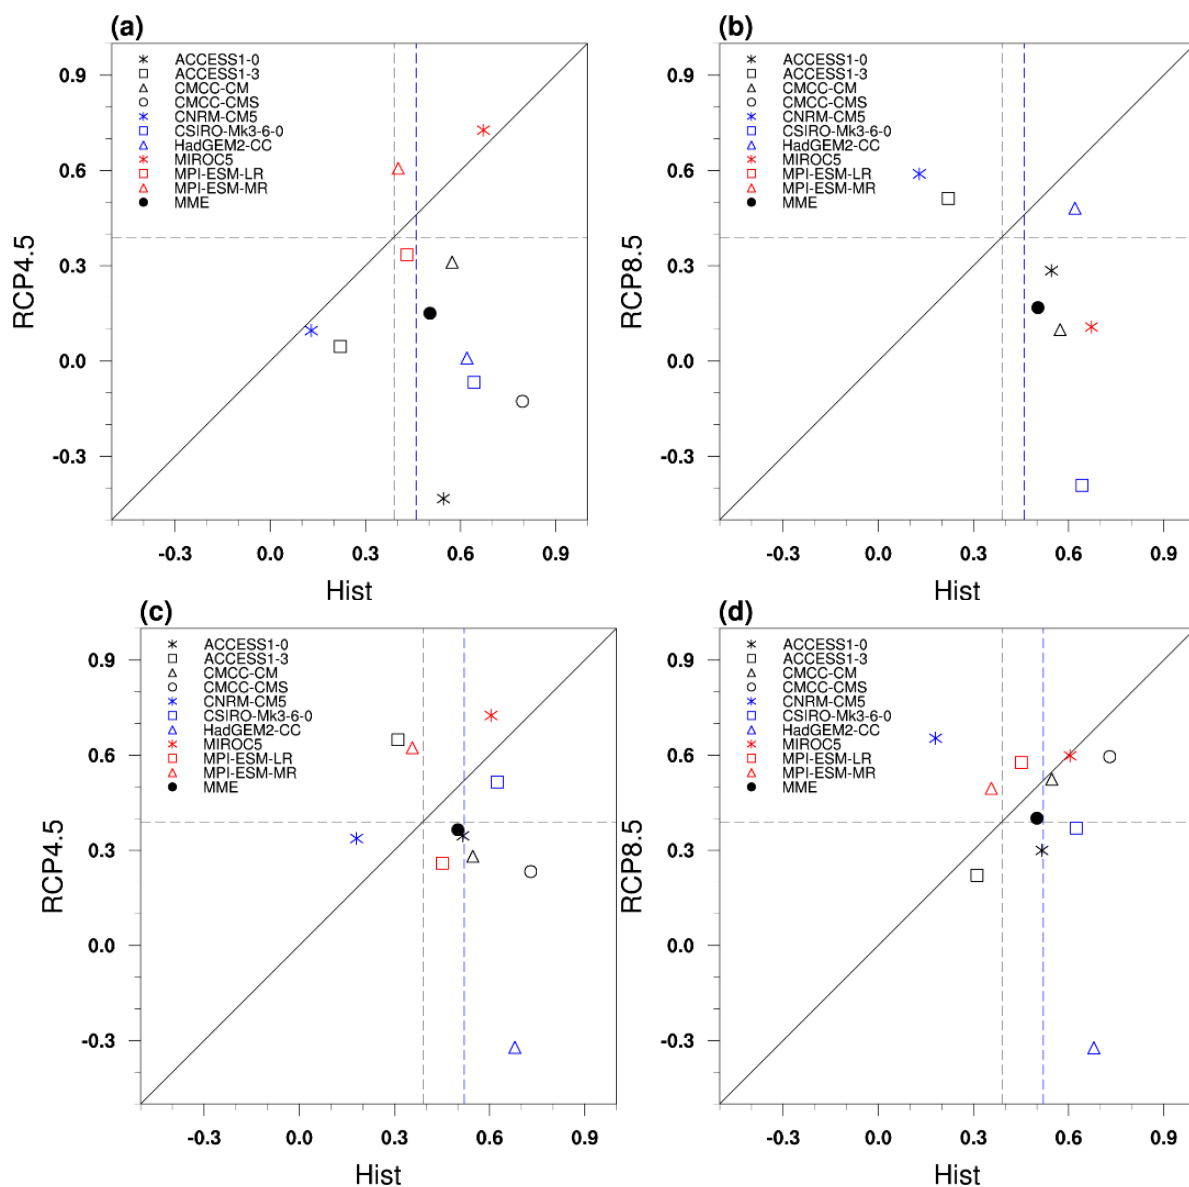 (a)
ACCESS1-0
ACCESS1-3
CMCC-CM
CMCC-CMS
CNRM-CM5
CSIRO-Mk3-6-0
HadGEM2-CC
MIROC5
MPI-ESM-LR
MPI-ESM-MR
MME
0.9
0.6
0.3
0.0
-0.3
RCP4.5
-0.3 0.0 0.3 0.6 0.9
Hist
(b)
ACCESS1-0
ACCESS1-3
CMCC-CM
CMCC-CMS
CNRM-CM5
CSIRO-Mk3-6-0
HadGEM2-CC
MIROC5
MPI-ESM-LR
MPI-ESM-MR
MME
0.9
0.6
0.3
0.0
-0.3
RCP8.5
-0.3 0.0 0.3 0.6 0.9
Hist
(c)
ACCESS1-0
ACCESS1-3
CMCC-CM
CMCC-CMS
CNRM-CM5
CSIRO-Mk3-6-0
HadGEM2-CC
MIROC5
MPI-ESM-LR
MPI-ESM-MR
MME
0.9
0.6
0.3
0.0
-0.3
RCP4.5
-0.3 0.0 0.3 0.6 0.9
Hist
(d)
ACCESS1-0
ACCESS1-3
CMCC-CM
CMCC-CMS
CNRM-CM5
CSIRO-Mk3-6-0
HadGEM2-CC
MIROC5
MPI-ESM-LR
MPI-ESM-MR
MME
0.9
0.6
0.3
0.0
-0.3
RCP8.5
-0.3 0.0 0.3 0.6 0.9
Hist